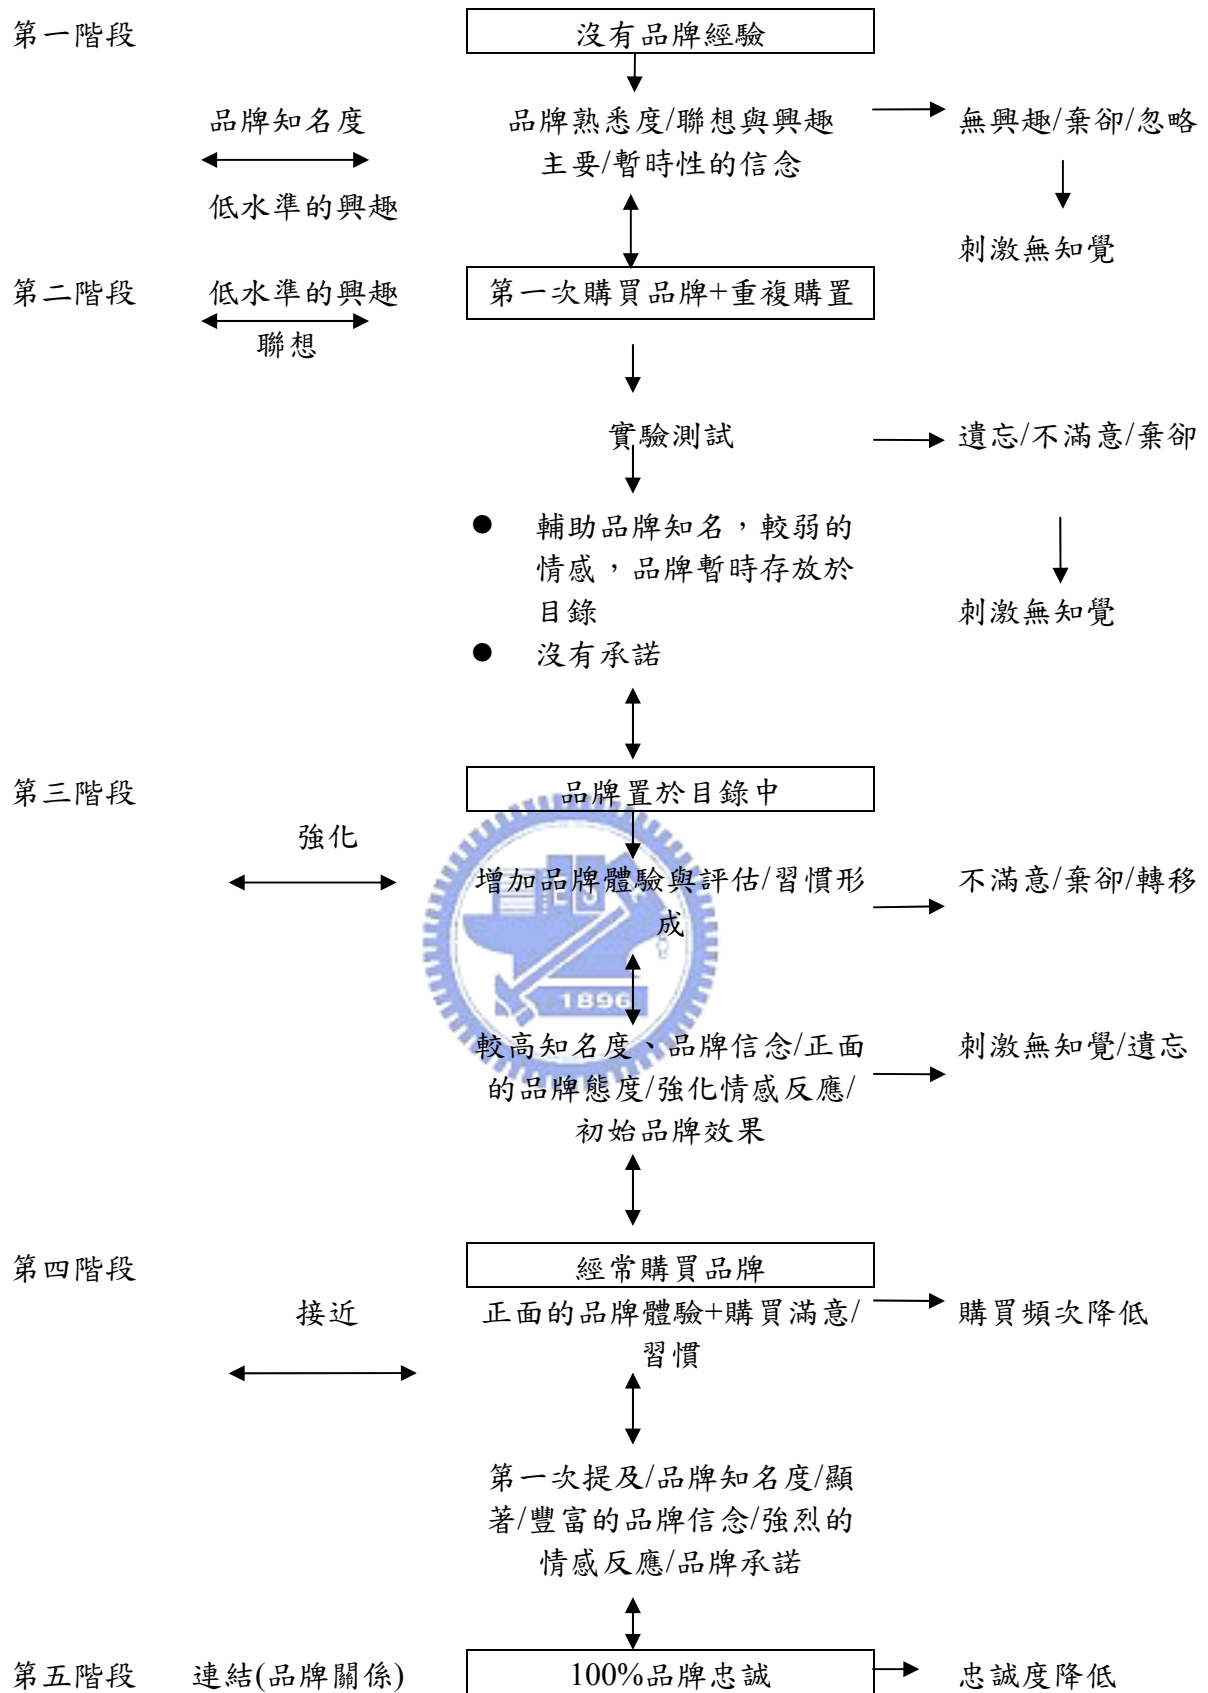 第一階段
沒有品牌經驗
品牌知名度
品牌熟悉度/聯想與興趣
無興趣/棄卻/忽略
主要/暫時性的信念
低水準的興趣
刺激無知覺
第二階段
低水準的興趣
第一次購買品牌+重複購置
聯想
實驗測試
遺忘/不滿意/棄卻
● 輔助品牌知名，較弱的
情感，品牌暫時存放於
目錄
刺激無知覺
● 沒有承諾
第三階段
品牌置於目錄中
強化
增加品牌體驗與評估/習慣形
不滿意/棄卻/轉移
成
1896
較高知名度、品牌信念/正面
刺激無知覺/遺忘
的品牌態度/強化情感反應/
初始品牌效果
第四階段
經常購買品牌
接近
正面的品牌體驗+購買滿意/
購買頻次降低
習慣
第一次提及/品牌知名度/顯
著/豐富的品牌信念/強烈的
情感反應/品牌承諾
第五階段
連結(品牌關係)
100%品牌忠誠
忠誠度降低